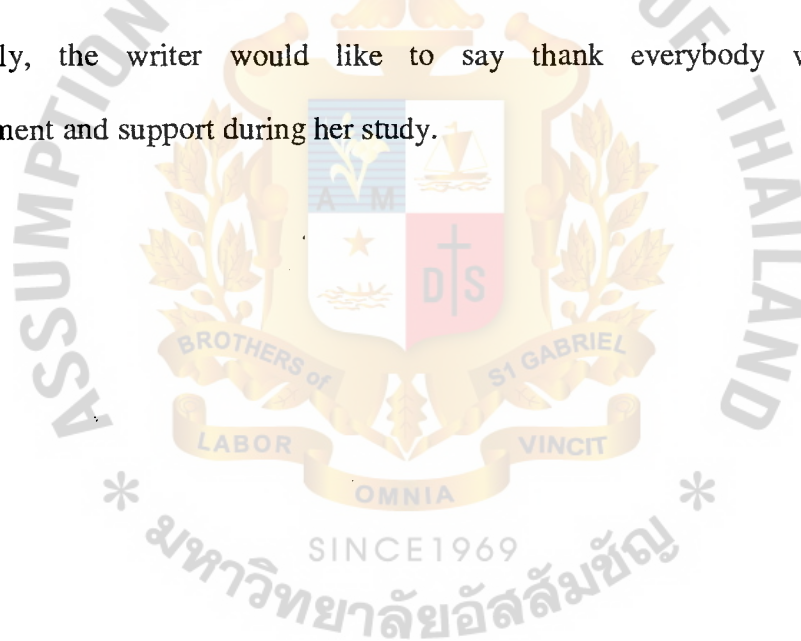 ly, the writer would like to say thank everybody
ment and support during her study.
ASSUMPTION
OF THAILAND
A M
D S
BROTHERS of
ST GABRIEL
LABOR
OMNIA
VINCIT
SINCE1969
มหาวิทยาลัยอัสสัมชัญ